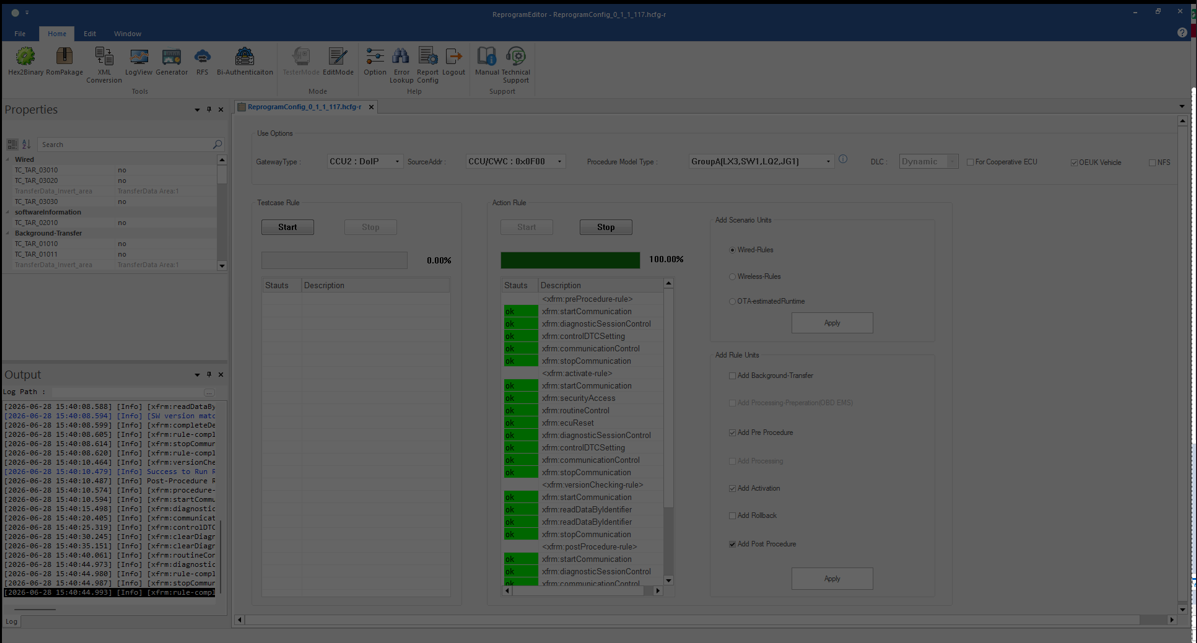 ReprogramEditor - ReprogramConfig_0_1_1_117.hcfg-r
File Home Edit Window
Hex2Binary RomPakage XML Conversion LogView Generator RFS Bi-Authenticaiton TesterMode EditMode Option Error Lookup Report Config Logout Manual Technical Support
Tools Mode Help Support
Properties
ReprogramConfig_0_1_1_117.hcfg-r
Search
Wired
TC_TAR_03010 no
TC_TAR_03020 no
TransferData_Insert_area TransferData Area:1
TC_TAR_03030 no
softwareInformation
TC_TAR_02010 no
Background-Transfer
TC_TAR_01010 no
TC_TAR_01011 no
TransferData_Insert_area TransferData Area:1
Output
Log Path :
[2026-06-28 15:40:08.588] [Info] [xfrm:readDataBy
[2026-06-28 15:40:08.594] [Info] [SW version matc
[2026-06-28 15:40:08.599] [Info] [xfrm:completeDe
[2026-06-28 15:40:08.605] [Info] [xfrm:rule-compl
[2026-06-28 15:40:08.614] [Info] [xfrm:stopCommur
[2026-06-28 15:40:08.620] [Info] [xfrm:rule-compl
[2026-06-28 15:40:10.464] [Info] [xfrm:versionChe
[2026-06-28 15:40:10.479] [Info] Success to Run F
[2026-06-28 15:40:10.487] [Info] Post-Procedure R
[2026-06-28 15:40:10.574] [Info] [xfrm:procedure-
[2026-06-28 15:40:10.594] [Info] [xfrm:startCommu
[2026-06-28 15:40:15.498] [Info] [xfrm:diagnostic
[2026-06-28 15:40:20.405] [Info] [xfrm:communicat
[2026-06-28 15:40:25.319] [Info] [xfrm:controlDTC
[2026-06-28 15:40:30.245] [Info] [xfrm:clearDiagr
[2026-06-28 15:40:35.151] [Info] [xfrm:clearDiagr
[2026-06-28 15:40:40.061] [Info] [xfrm:routineCor
[2026-06-28 15:40:44.973] [Info] [xfrm:diagnostic
[2026-06-28 15:40:44.980] [Info] [xfrm:rule-compl
[2026-06-28 15:40:44.987] [Info] [xfrm:stopCommur
[2026-06-28 15:40:44.993] [Info] [xfrm:rule-compl
Log
Use Options
GatewayType : CCU2 : DoIP SourceAddr : CCU/CWC : 0x0F00 Procedure Model Type : GroupA[LX3,SW1,LQ2,JG1] DLC : Dynamic For Cooperative ECU OEUK Vehicle NFS
Testcase Rule
Start Stop
0.00%
Stauts Description
Action Rule
Start Stop
100.00%
Stauts Description
<xfrm:preProcedure-rule>
ok xfrm:startCommunication
ok xfrm:diagnosticSessionControl
ok xfrm:controlDTCSetting
ok xfrm:communicationControl
ok xfrm:stopCommunication
<xfrm:activate-rule>
ok xfrm:startCommunication
ok xfrm:securityAccess
ok xfrm:routineControl
ok xfrm:ecuReset
ok xfrm:diagnosticSessionControl
ok xfrm:controlDTCSetting
ok xfrm:communicationControl
ok xfrm:stopCommunication
<xfrm:versionChecking-rule>
ok xfrm:startCommunication
ok xfrm:readDataByIdentifier
ok xfrm:readDataByIdentifier
ok xfrm:stopCommunication
<xfrm:postProcedure-rule>
ok xfrm:startCommunication
ok xfrm:diagnosticSessionControl
ok xfrm:communicationControl
Add Scenario Units
Wired-Rules
Wireless-Rules
OTA-estimatedRuntime
Apply
Add Rule Units
Add Background-Transfer
Add Processing-Preparation(OBD EMS)
Add Pre Procedure
Add Processing
Add Activation
Add Rollback
Add Post Procedure
Apply